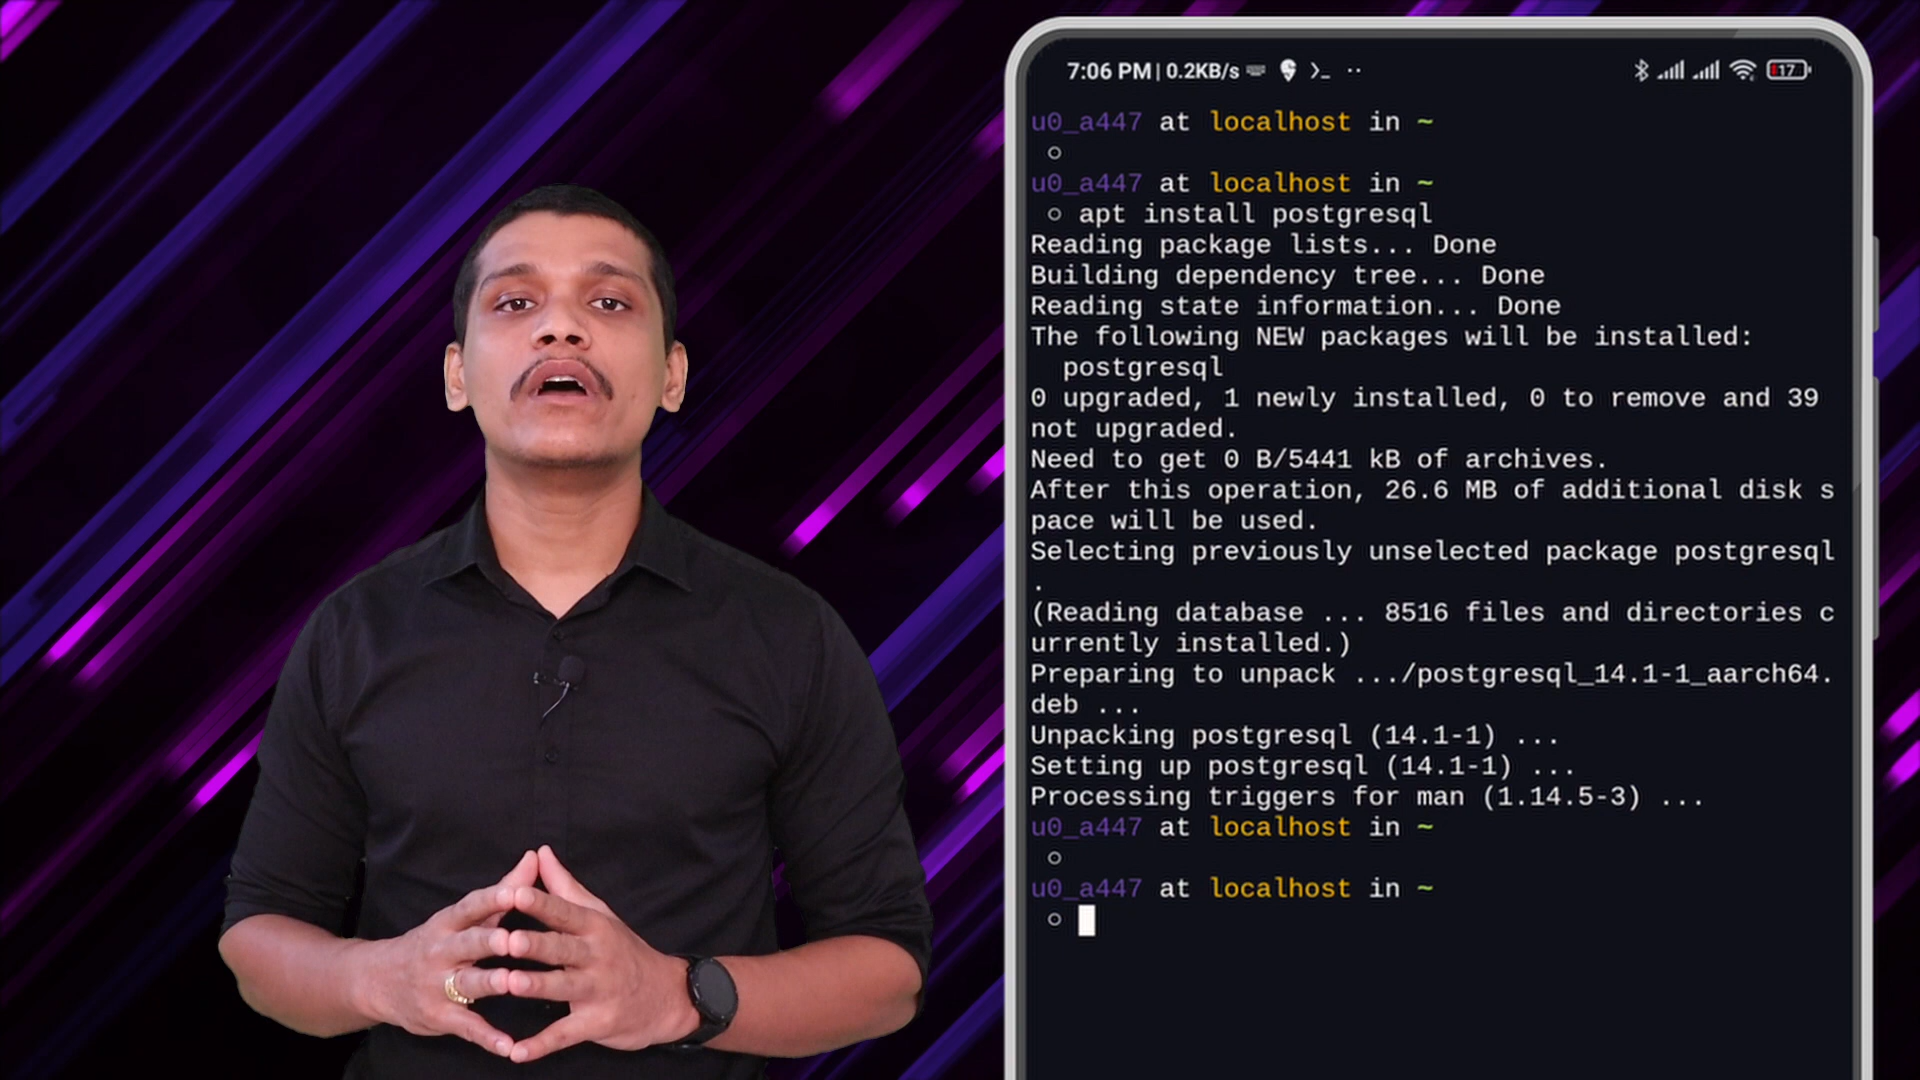 7:06 PM | 0.2KB/s
17
u0_a447 at localhost in ~
u0_a447 at localhost in ~
apt install postgresql
Reading package lists... Done
Building dependency tree... Done
Reading state information... Done
The following NEW packages will be installed:
postgresql
0 upgraded, 1 newly installed, 0 to remove and 39
not upgraded.
Need to get 0 B/5441 kB of archives.
After this operation, 26.6 MB of additional disk s
pace will be used.
Selecting previously unselected package postgresql
.
(Reading database ... 8516 files and directories c
urrently installed.)
Preparing to unpack .../postgresql_14.1-1_aarch64.
deb ...
Unpacking postgresql (14.1-1) ...
Setting up postgresql (14.1-1) ...
Processing triggers for man (1.14.5-3) ...
u0_a447 at localhost in ~
u0_a447 at localhost in ~